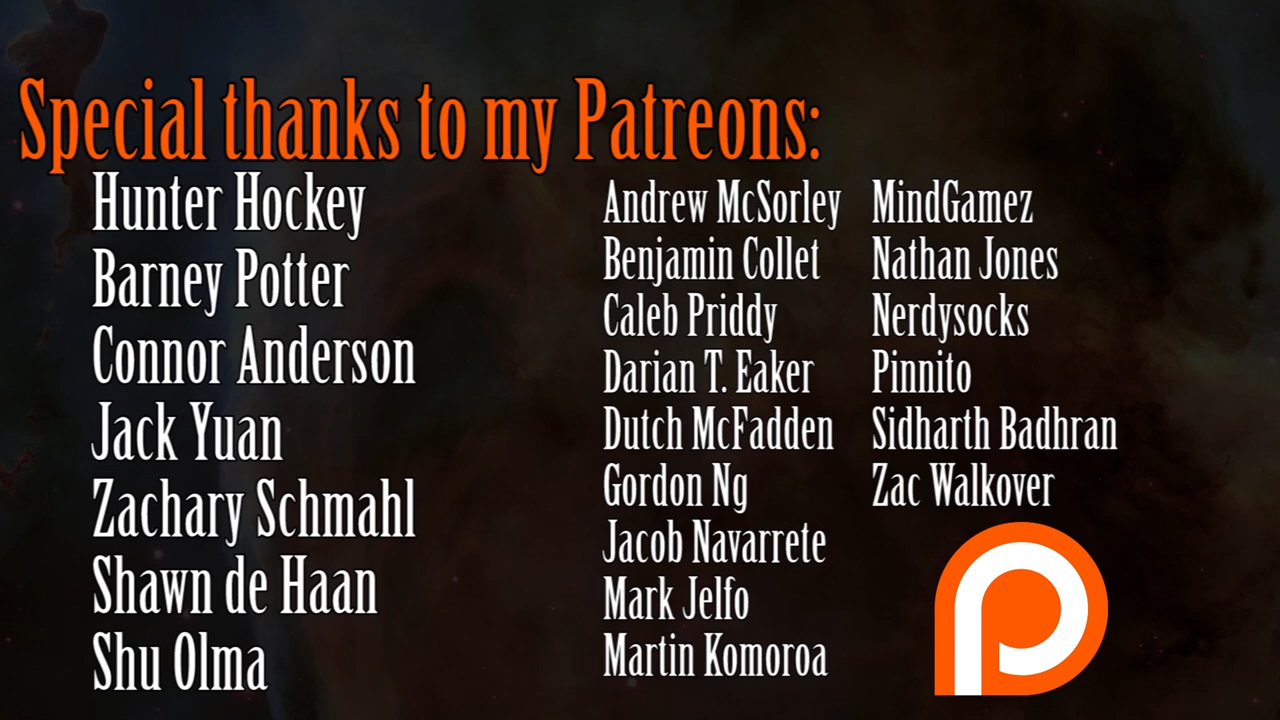 Special thanks to my Patreons:
Hunter Hockey
Barney Potter
Connor Anderson
Jack Yuan
Zachary Schmahl
Shawn de Haan
Shu Olma
Andrew McSorley
Benjamin Collet
Caleb Priddy
Darian T. Eaker
Dutch McFadden
Gordon Ng
Jacob Navarrete
Mark Jelfo
Martin Komoroa
MindGamez
Nathan Jones
Nerdysocks
Pinnito
Sidharth Badhran
Zac Walkover